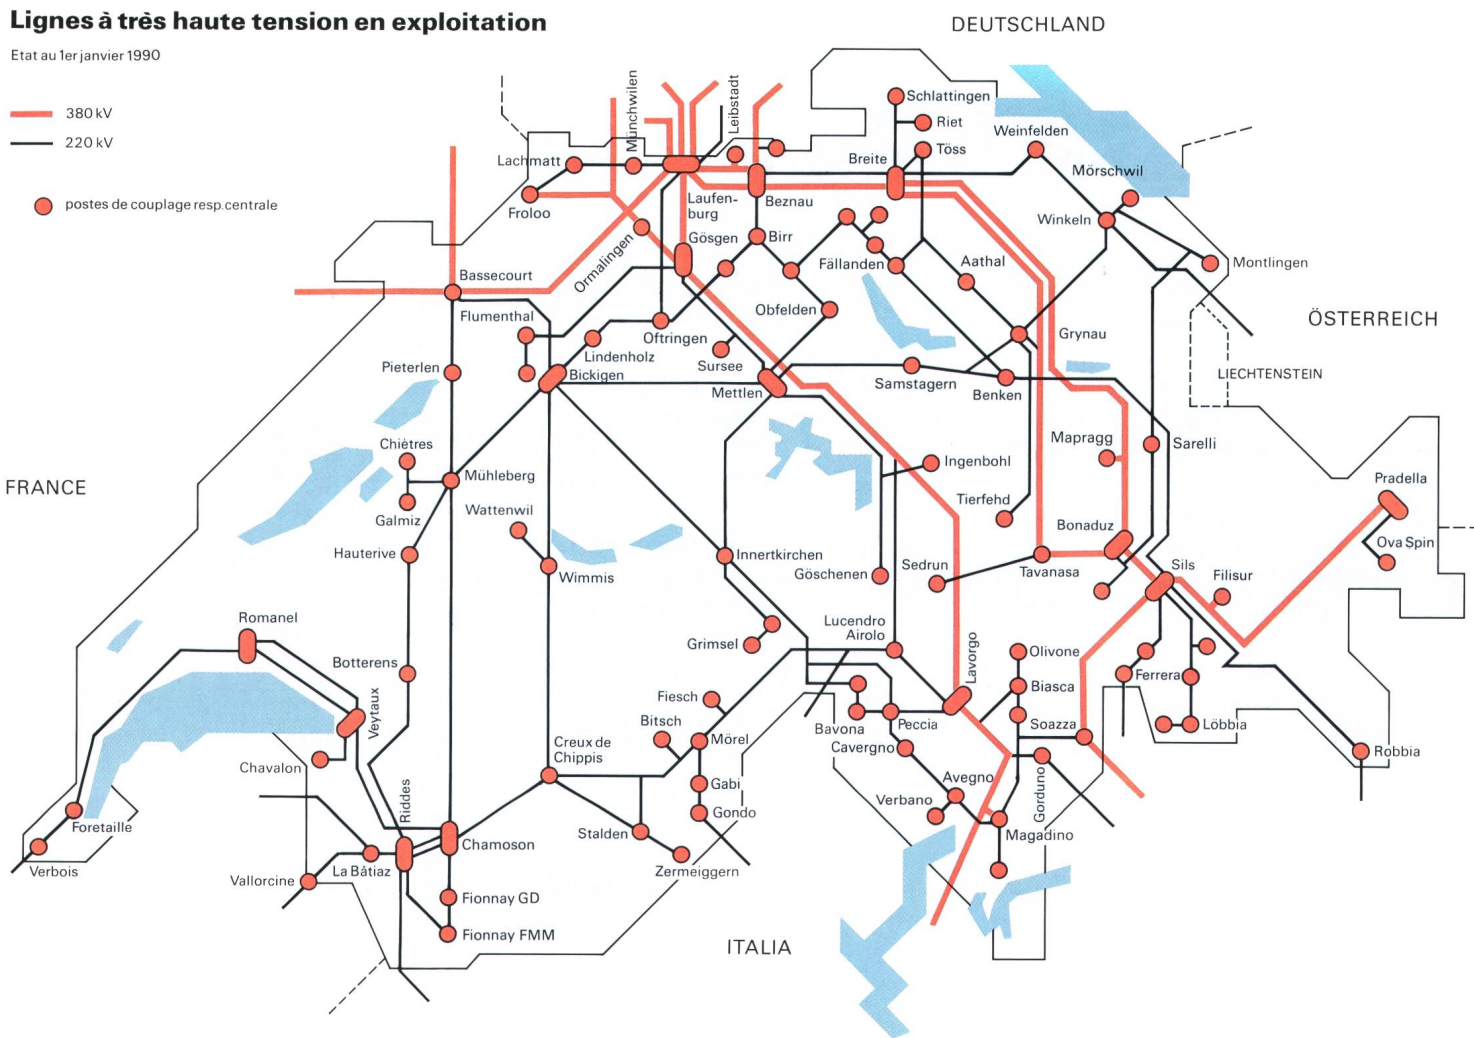 Lignes à très haute tension en exploitation
Etat au 1er janvier 1990
380 kV
220 kV
postes de couplage resp. centrale
DEUTSCHLAND
ÖSTERREICH
LIECHTENSTEIN
FRANCE
ITALIA
Münchwilen
Leibstadt
Schlattingen
Riet
Töss
Weinfelden
Breite
Mörschwil
Lachmatt
Froloo
Laufen-
burg
Beznau
Winkeln
Ormalingen
Gösgen
Birr
Fällanden
Aathal
Montlingen
Bassecourt
Flumenthal
Oftringen
Obfelden
Grynau
Lindenholz
Sursee
Pieterlen
Bickigen
Mettlen
Samstagern
Benken
Chiètres
Mapragg
Sarelli
Mühleberg
Ingenbohl
Galmiz
Wattenwil
Tierfehd
Pradella
Bonaduz
Ova Spin
Hauterive
Innertkirchen
Göschenen
Sedrun
Tavanasa
Sils
Filisur
Wimmis
Romanel
Grimsel
Lucendro
Airolo
Lavorgo
Olivone
Botterens
Veytaux
Fiesch
Biasca
Ferrera
Bitsch
Bavona
Peccia
Soazza
Löbbia
Chavalon
Creux de
Chippis
Mörel
Cavergno
Robbia
Gabi
Avegno
Gorduno
Riddes
Verbano
Foretaille
Gondo
Magadino
Stalden
Chamoson
Verbois
La Bâtiaz
Vallorcine
Zermeiggern
Fionnay GD
Fionnay FMM